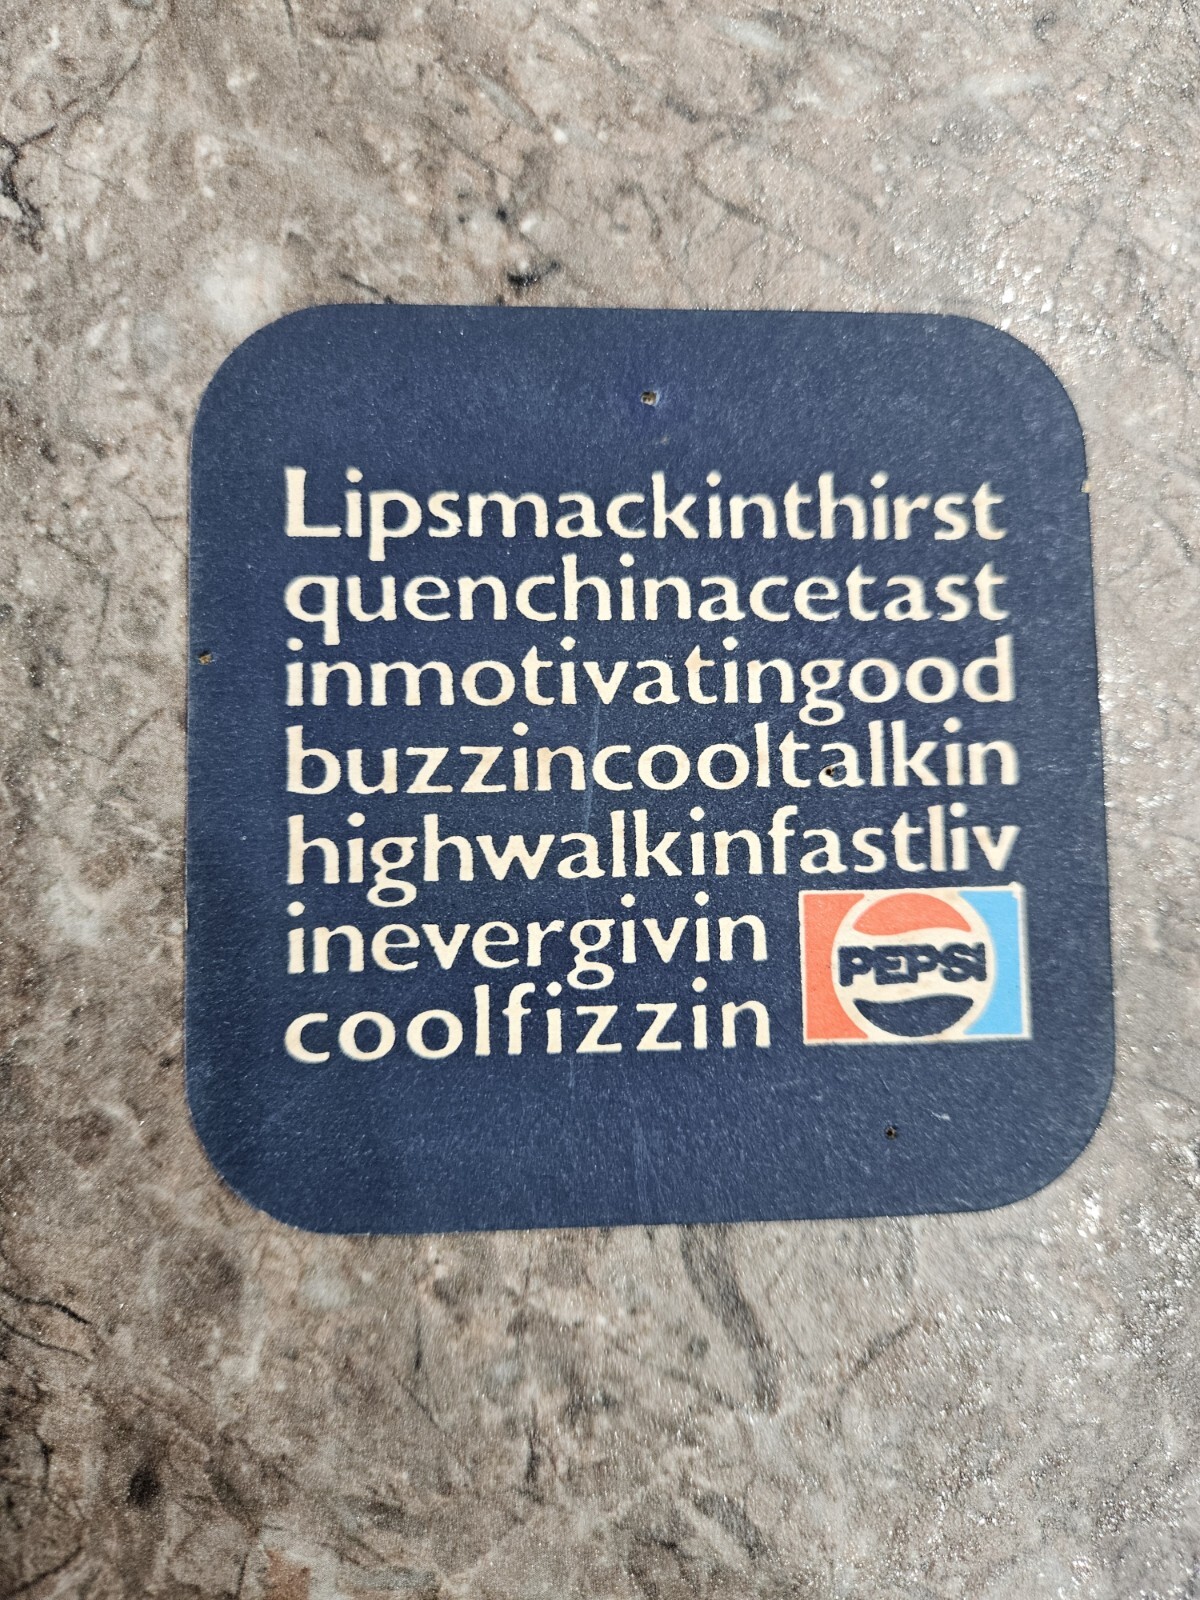 Lipsmackinthirst
quenchinacetast
inmotivatingood
buzzincooltalkin
highwalkinfastliv
inevergivin
coolfizzin
PEPSI